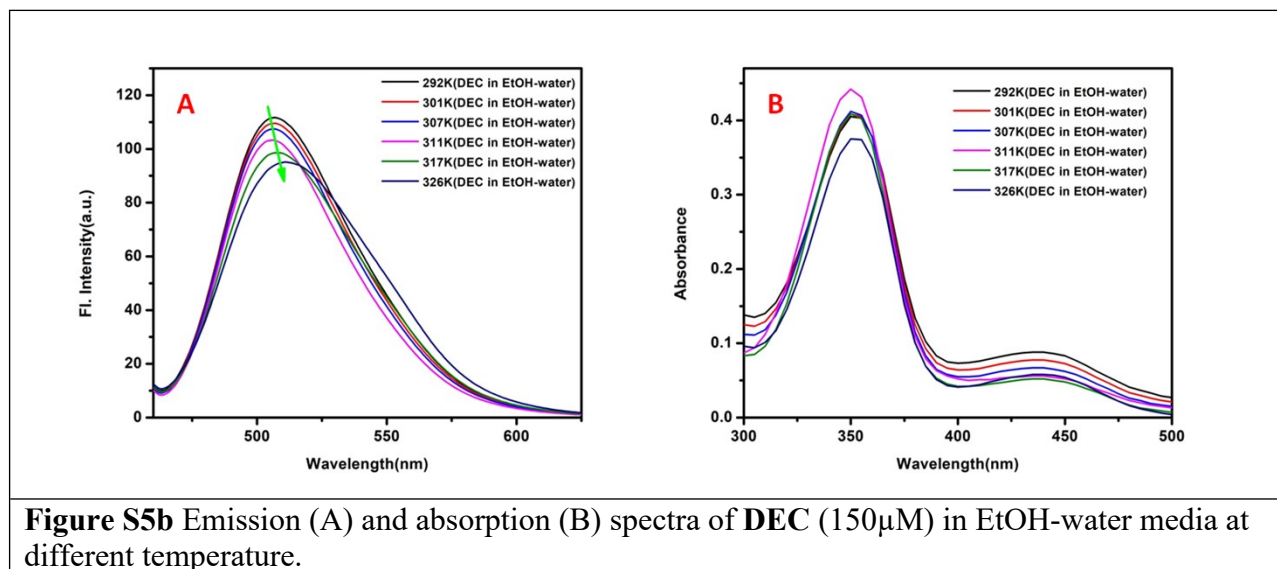 A
292K(DEC in EtOH-water)
301K(DEC in EtOH-water)
307K(DEC in EtOH-water)
311K(DEC in EtOH-water)
317K(DEC in EtOH-water)
326K(DEC in EtOH-water)
120
100
80
60
40
20
0
Fl. Intensity(a.u.)
500
550
600
Wavelength(nm)
B
292K(DEC in EtOH-water)
301K(DEC in EtOH-water)
307K(DEC in EtOH-water)
311K(DEC in EtOH-water)
317K(DEC in EtOH-water)
326K(DEC in EtOH-water)
0.4
0.3
0.2
0.1
0.0
Absorbance
300
350
400
450
500
Wavelength(nm)
Figure S5b Emission (A) and absorption (B) spectra of DEC (150µM) in EtOH-water media at
different temperature.